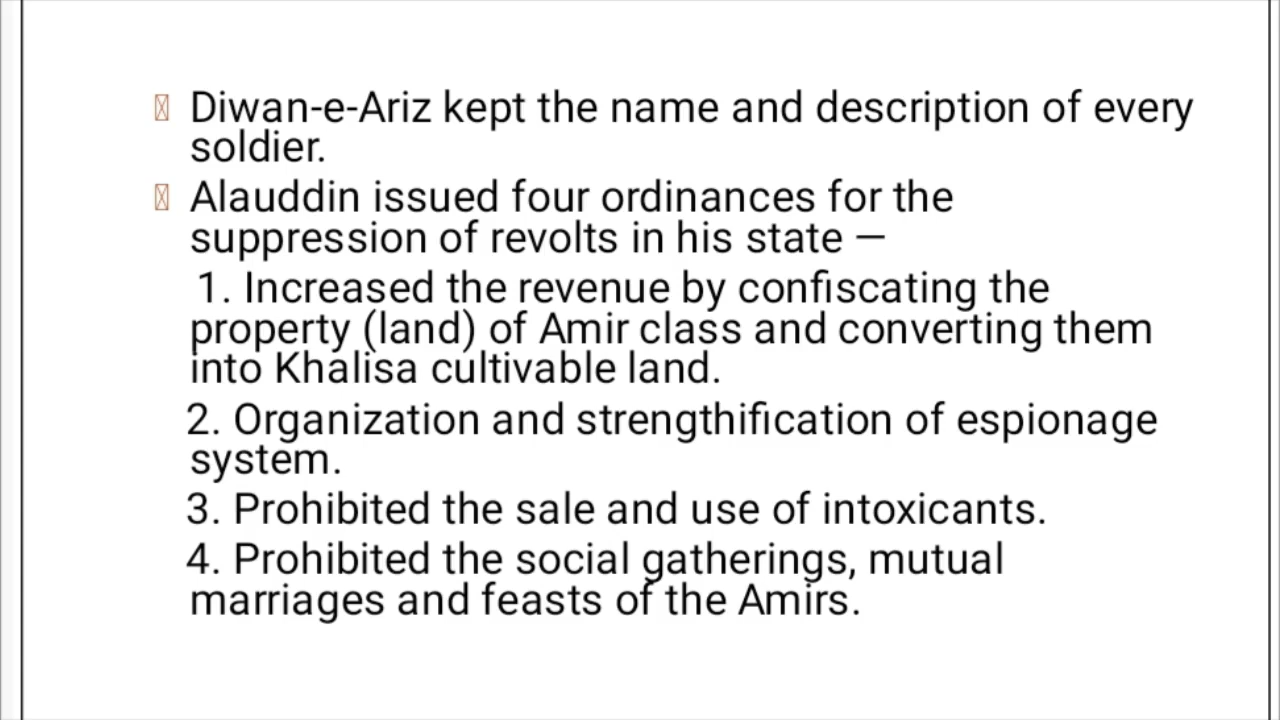 Diwan-e-Ariz kept the name and description of every
soldier.
Alauddin issued four ordinances for the
suppression of revolts in his state —
1. Increased the revenue by confiscating the
property (land) of Amir class and converting them
into Khalisa cultivable land.
2. Organization and strengthification of espionage
system.
3. Prohibited the sale and use of intoxicants.
4. Prohibited the social gatherings, mutual
marriages and feasts of the Amirs.